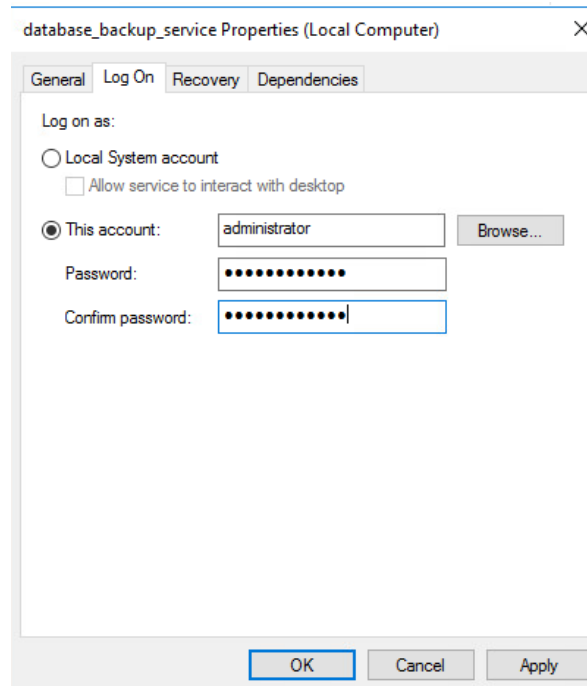 database_backup_service Properties (Local Computer)
General Log On Recovery Dependencies
Log on as:
Local System account
Allow service to interact with desktop
This account: administrator Browse...
Password: ●●●●●●●●●●●●
Confirm password: ●●●●●●●●●●●●
OK Cancel Apply